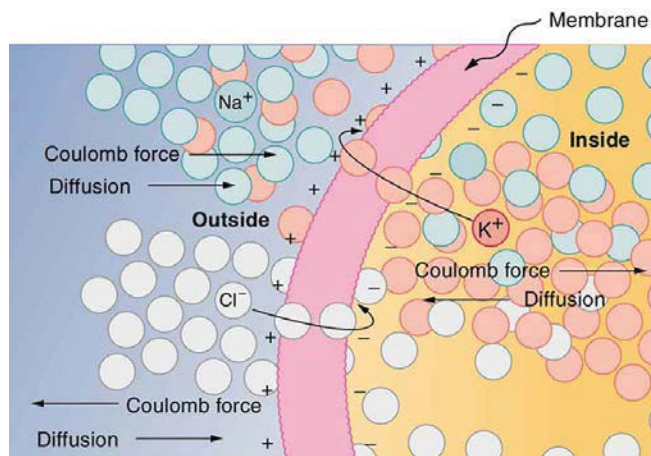 Membrane
Na+
Inside
Coulomb force
Diffusion
Outside
K+
Coulomb force
Diffusion
Cl−
Coulomb force
Diffusion